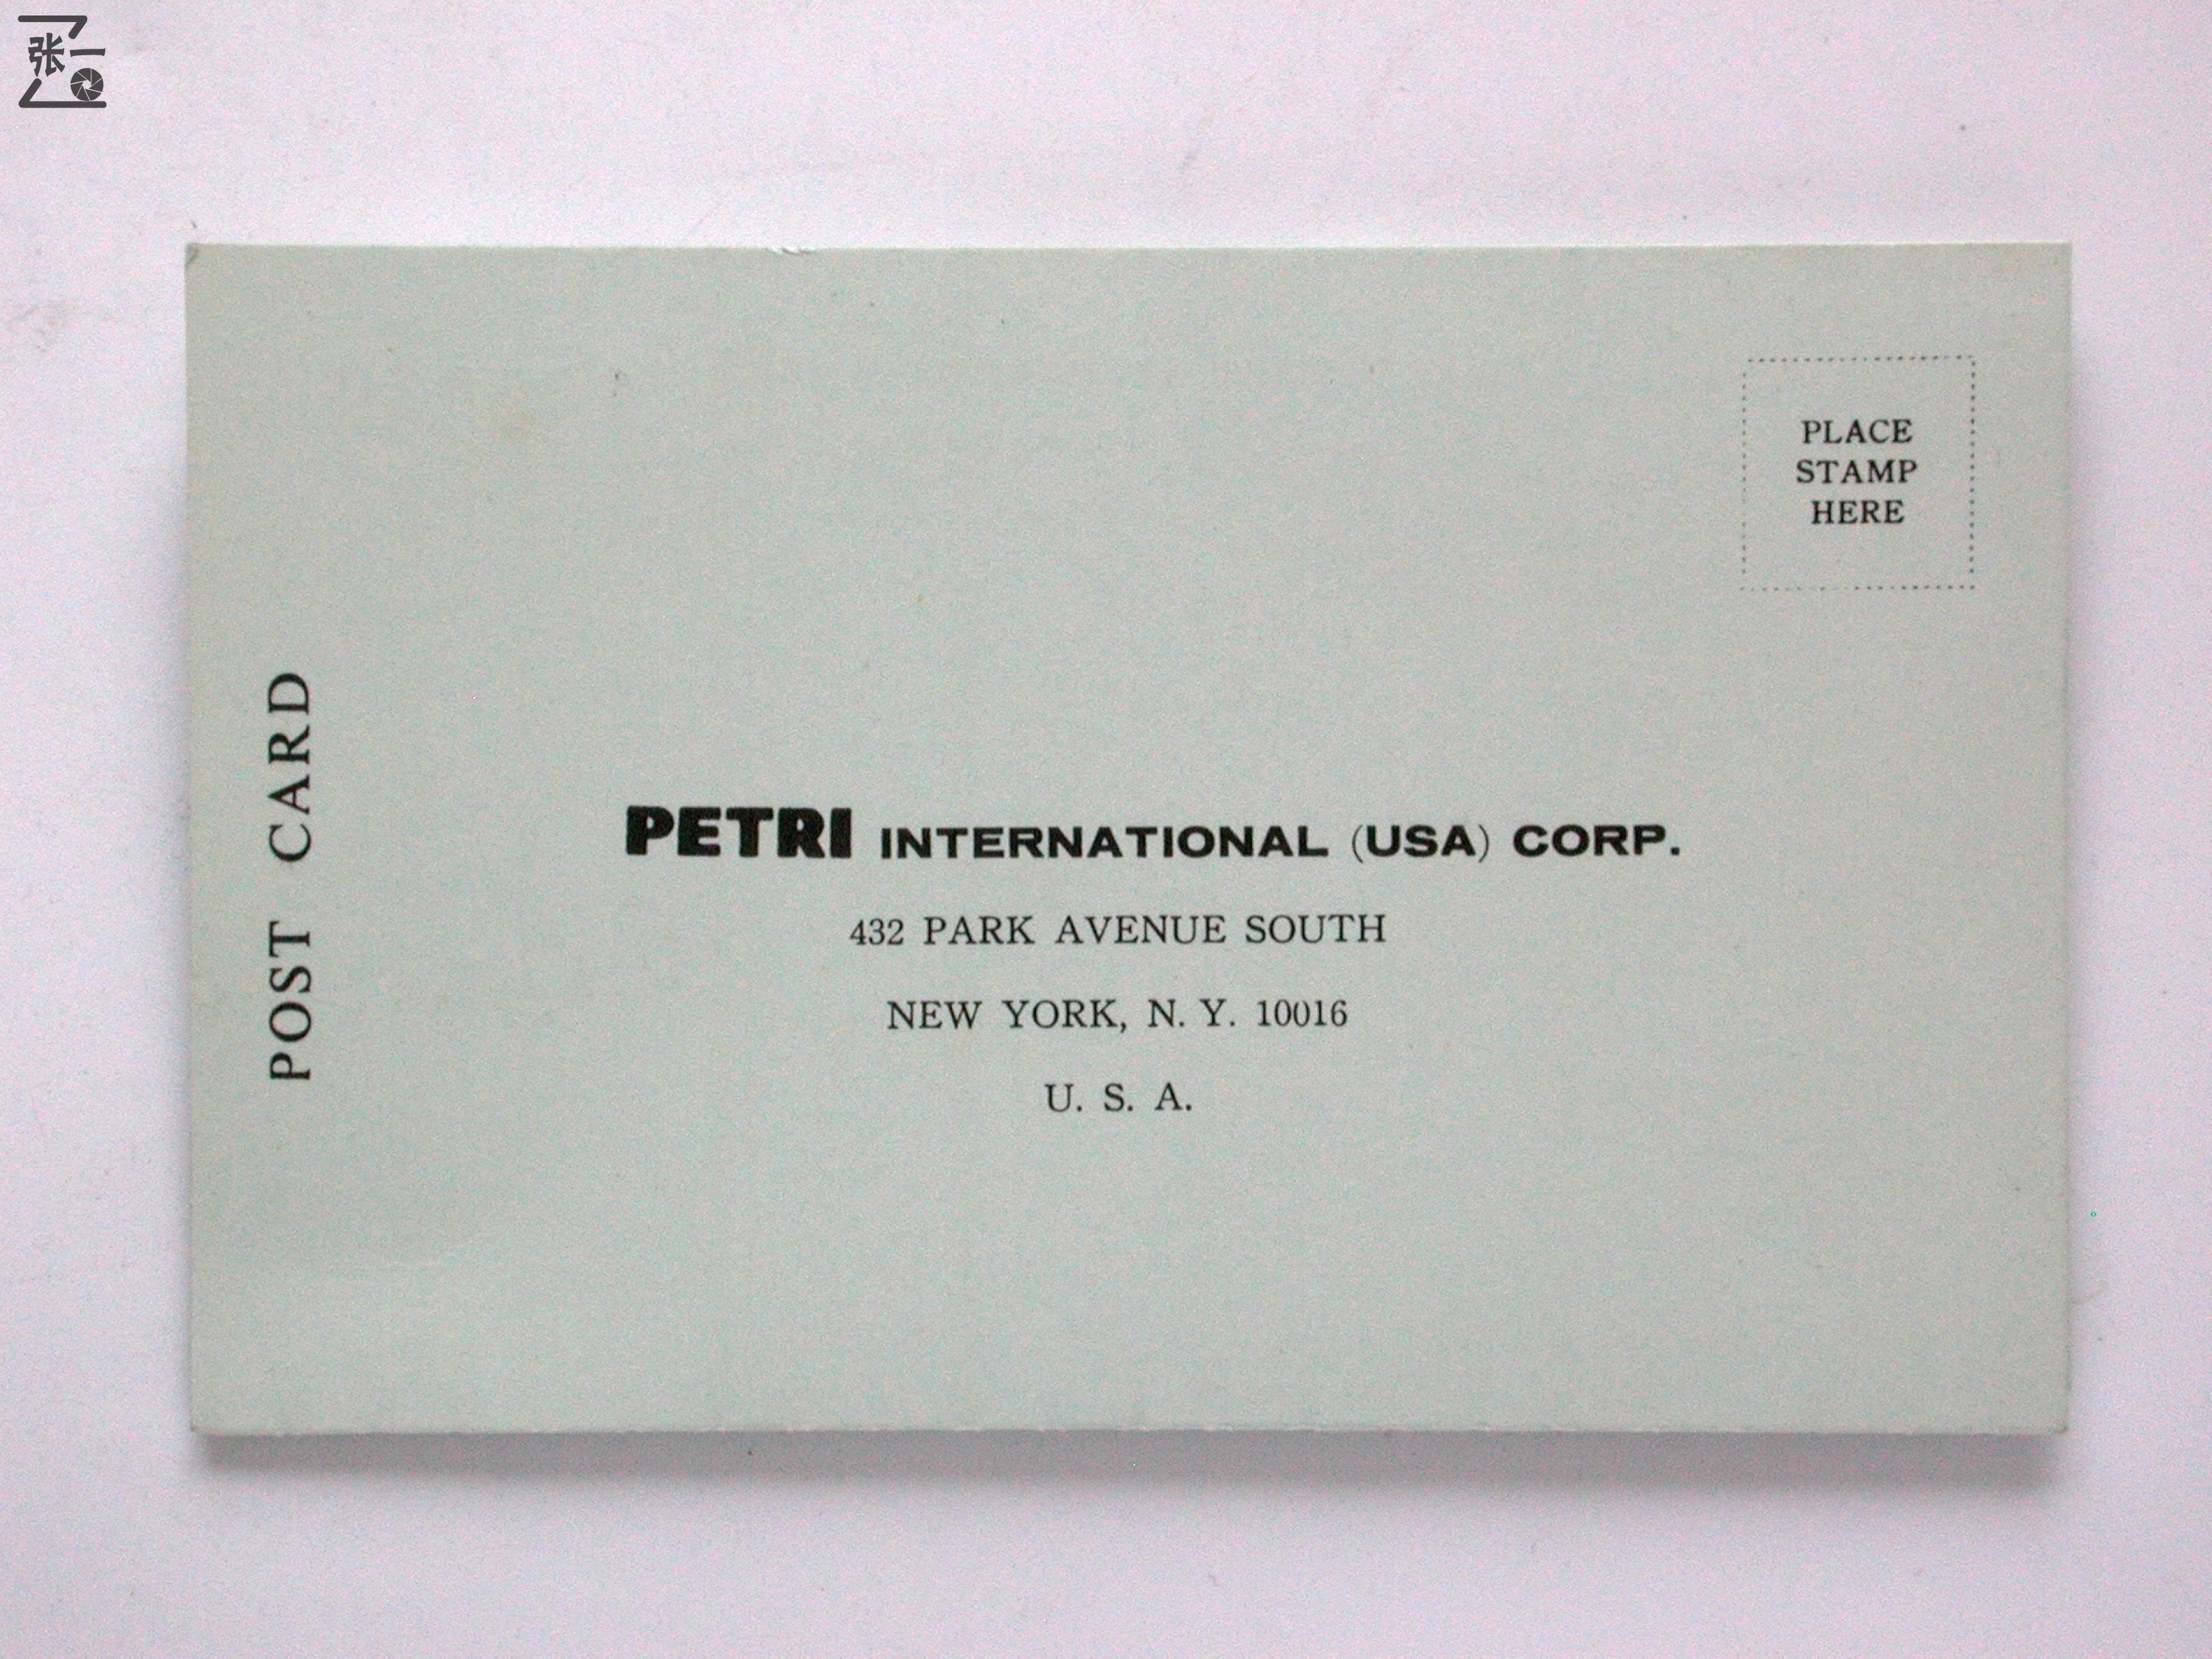 张一
PLACE
STAMP
HERE
POST CARD
PETRI INTERNATIONAL (USA) CORP.
432 PARK AVENUE SOUTH
NEW YORK, N. Y. 10016
U. S. A.